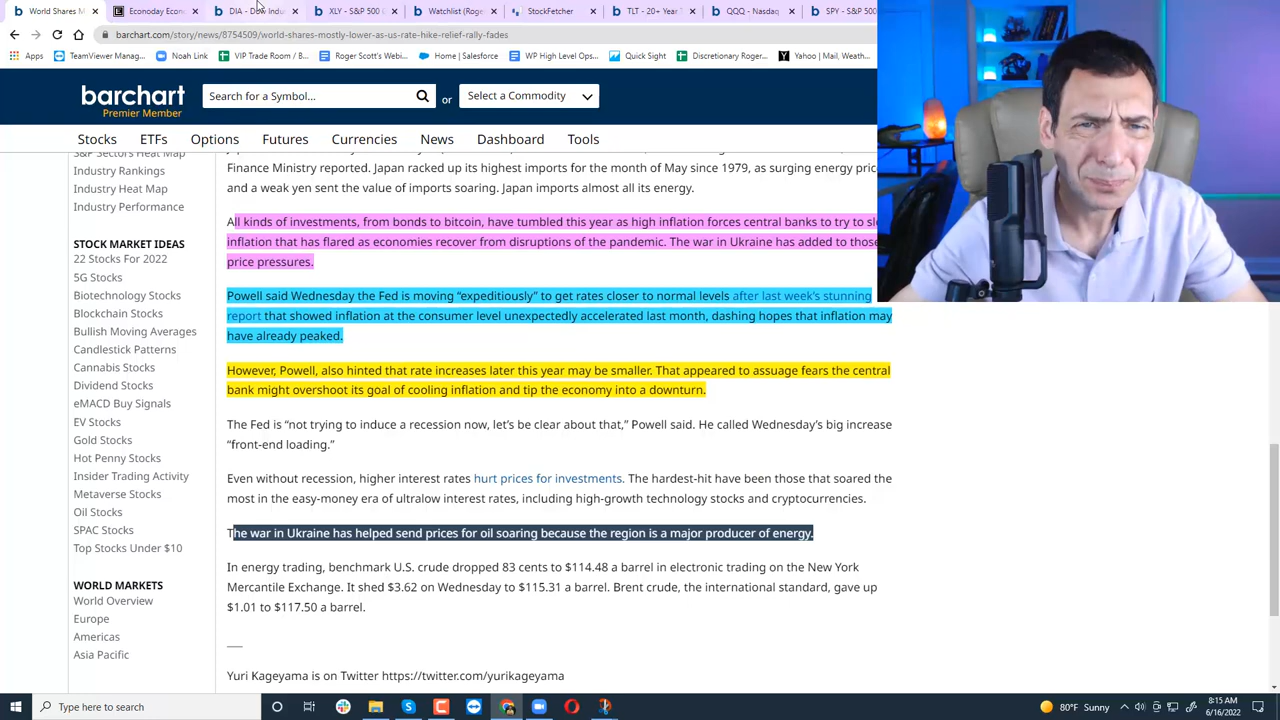 World Shares M
Econoday Econo
DIA - Dow Indu
XLY - S&P 500 C
Watchlist (Roge
StockFetcher
TLT - 20+ Year T
QQQ - Nasdaq
SPY - S&P 500
barchart.com/story/news/8754509/world-shares-mostly-lower-as-us-rate-hike-relief-rally-fades
Apps
TeamViewer Manag...
Noah Link
VIP Trade Room / B...
Roger Scott's Webi...
Home | Salesforce
WP High Level Ops...
Quick Sight
Discretionary Roger...
Yahoo | Mail, Weath...
barchart
Premier Member
Search for a Symbol...
or
Select a Commodity
Stocks ETFs Options Futures Currencies News Dashboard Tools
S&P Sectors Heat Map
Industry Rankings
Industry Heat Map
Industry Performance
STOCK MARKET IDEAS
22 Stocks For 2022
5G Stocks
Biotechnology Stocks
Blockchain Stocks
Bullish Moving Averages
Candlestick Patterns
Cannabis Stocks
Dividend Stocks
eMACD Buy Signals
EV Stocks
Gold Stocks
Hot Penny Stocks
Insider Trading Activity
Metaverse Stocks
Oil Stocks
SPAC Stocks
Top Stocks Under $10
WORLD MARKETS
World Overview
Europe
Americas
Asia Pacific
Finance Ministry reported. Japan racked up its highest imports for the month of May since 1979, as surging energy pric
and a weak yen sent the value of imports soaring. Japan imports almost all its energy.
All kinds of investments, from bonds to bitcoin, have tumbled this year as high inflation forces central banks to try to slo
inflation that has flared as economies recover from disruptions of the pandemic. The war in Ukraine has added to those
price pressures.
Powell said Wednesday the Fed is moving “expeditiously” to get rates closer to normal levels after last week's stunning
report that showed inflation at the consumer level unexpectedly accelerated last month, dashing hopes that inflation may
have already peaked.
However, Powell, also hinted that rate increases later this year may be smaller. That appeared to assuage fears the central
bank might overshoot its goal of cooling inflation and tip the economy into a downturn.
The Fed is “not trying to induce a recession now, let's be clear about that,” Powell said. He called Wednesday's big increase
“front-end loading.”
Even without recession, higher interest rates hurt prices for investments. The hardest-hit have been those that soared the
most in the easy-money era of ultralow interest rates, including high-growth technology stocks and cryptocurrencies.
The war in Ukraine has helped send prices for oil soaring because the region is a major producer of energy.
In energy trading, benchmark U.S. crude dropped 83 cents to $114.48 a barrel in electronic trading on the New York
Mercantile Exchange. It shed $3.62 on Wednesday to $115.31 a barrel. Brent crude, the international standard, gave up
$1.01 to $117.50 a barrel.
___
Yuri Kageyama is on Twitter https://twitter.com/yurikageyama
Type here to search
80°F Sunny
8:15 AM
6/16/2022